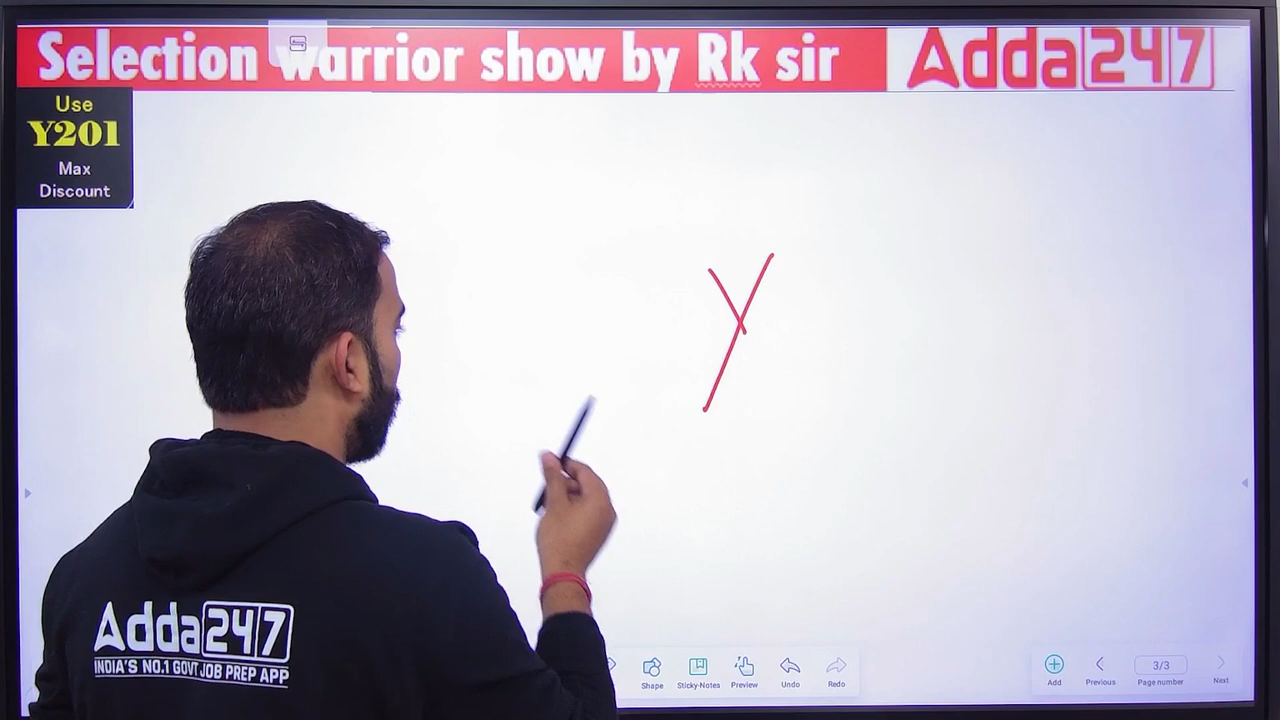 Selection warrior show by Rk sir
Adda247
Use
Y201
Max
Discount
y
Adda247
INDIA'S NO.1 GOVT JOB PREP APP
Shape
Sticky-Notes
Preview
Undo
Redo
Add
Previous
3/3
Page number
Next